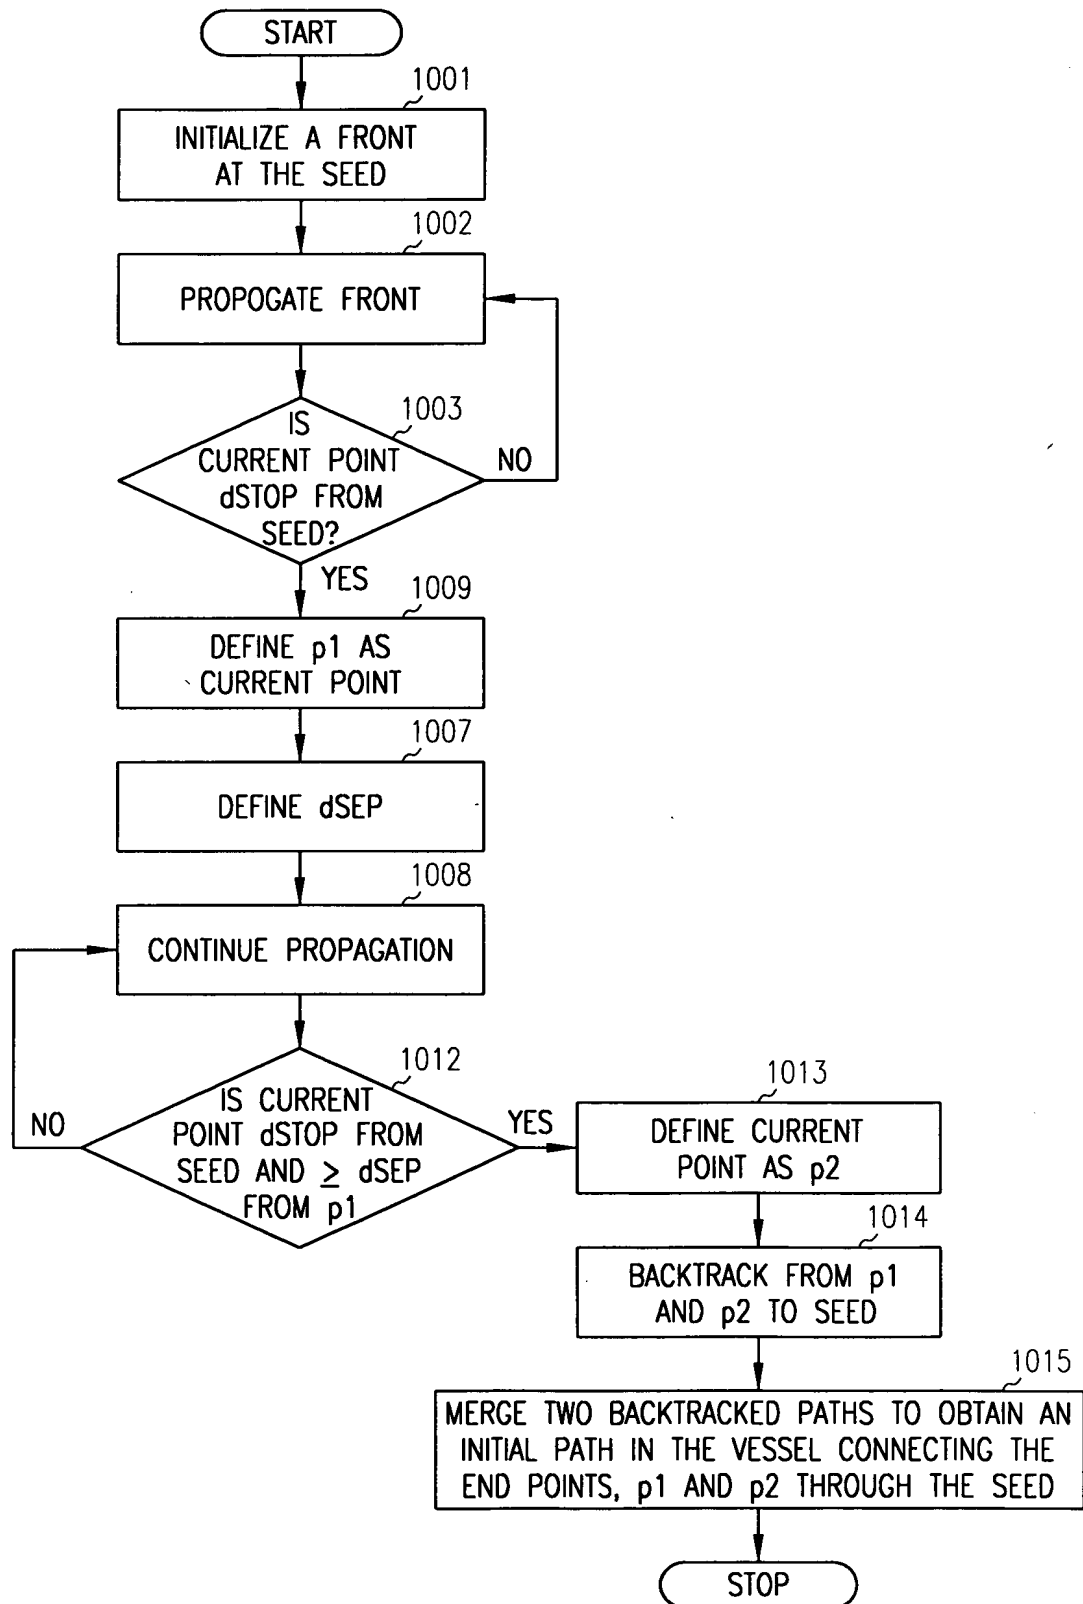 START
1001
INITIALIZE A FRONT
AT THE SEED
1002
PROPOGATE FRONT
1003
IS
CURRENT POINT
dSTOP FROM
SEED?
NO
YES
1009
DEFINE p1 AS
CURRENT POINT
1007
DEFINE dSEP
1008
CONTINUE PROPAGATION
1012
IS CURRENT
POINT dSTOP FROM
SEED AND ≥ dSEP
FROM p1
NO
YES
1013
DEFINE CURRENT
POINT AS p2
1014
BACKTRACK FROM p1
AND p2 TO SEED
1015
MERGE TWO BACKTRACKED PATHS TO OBTAIN AN
INITIAL PATH IN THE VESSEL CONNECTING THE
END POINTS, p1 AND p2 THROUGH THE SEED
STOP